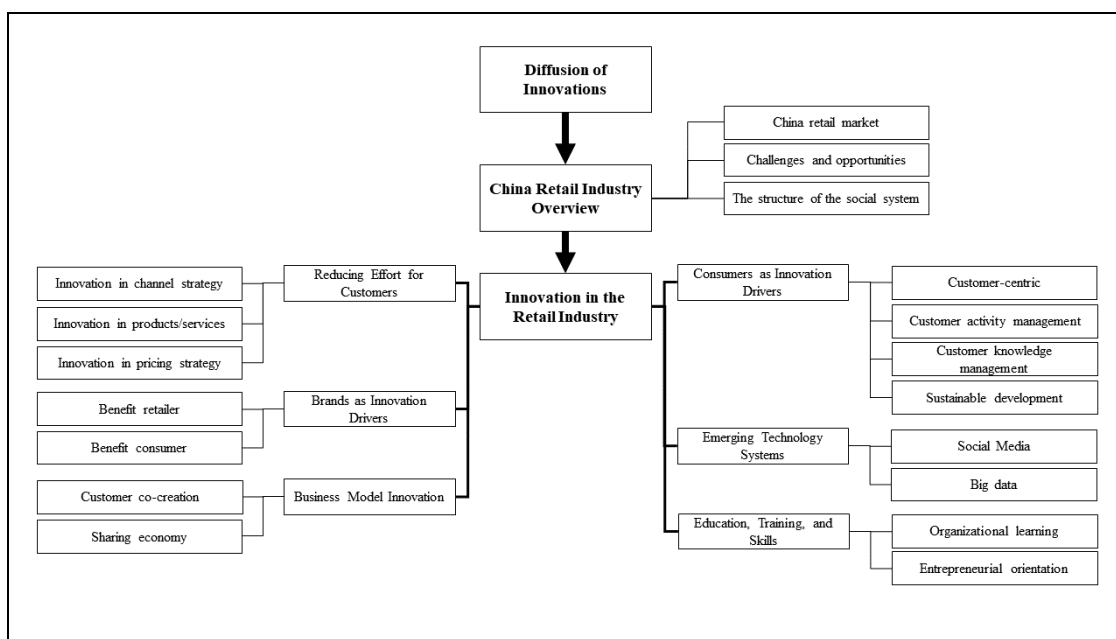 Diffusion of
Innovations
China Retail Industry
Overview
China retail market
Challenges and opportunities
The structure of the social system
Innovation in the
Retail Industry
Reducing Effort for
Customers
Innovation in channel strategy
Innovation in products/services
Innovation in pricing strategy
Brands as Innovation
Drivers
Benefit retailer
Benefit consumer
Business Model Innovation
Customer co-creation
Sharing economy
Consumers as Innovation
Drivers
Customer-centric
Customer activity management
Customer knowledge
management
Sustainable development
Emerging Technology
Systems
Social Media
Big data
Education, Training, and
Skills
Organizational learning
Entrepreneurial orientation